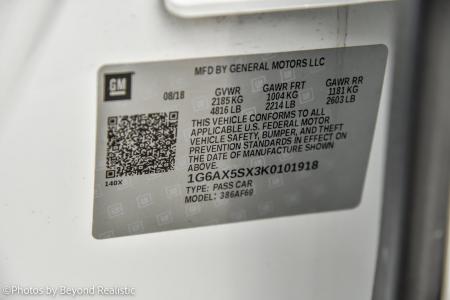 MFD BY GENERAL MOTORS LLC
GM
08/18 GVWR GAWR FRT GAWR RR
2185 KG 1004 KG 1181 KG
4816 LB 2214 LB 2603 LB
THIS VEHICLE CONFORMS TO ALL
APPLICABLE U.S. FEDERAL MOTOR
VEHICLE SAFETY, BUMPER, AND THEFT
PREVENTION STANDARDS IN EFFECT ON
THE DATE OF MANUFACTURE SHOWN
ABOVE.
1G6AX5SX3K0101918
140X
TYPE: PASS CAR
MODEL: 386AF69
©Photos by Beyond Realistic